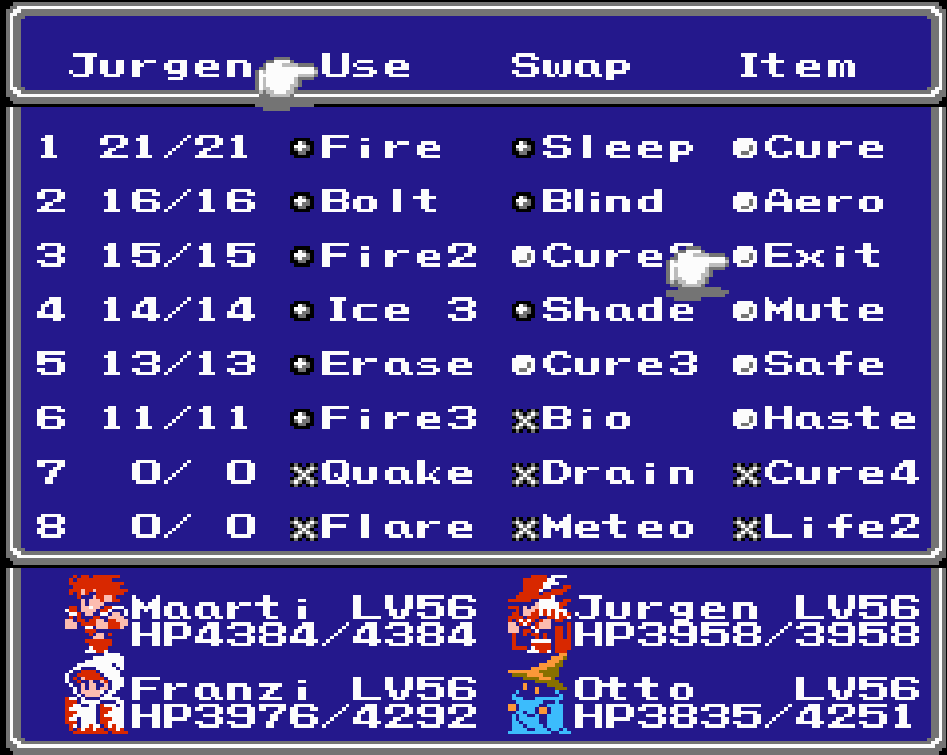 Jurgen Use Swap Item
1 21/21 Fire Sleep Cure
2 16/16 Bolt Blind Aero
3 15/15 Fire2 Cure2 Exit
4 14/14 Ice 3 Shade Mute
5 13/13 Erase Cure3 Safe
6 11/11 Fire3 Bio Haste
7 0/ 0 Quake Drain Cure4
8 0/ 0 Flare Meteo Life2
Maarti LV56 Jurgen LV56
HP4384/4384 HP3958/3958
Franzi LV56 Otto LV56
HP3976/4292 HP3835/4251